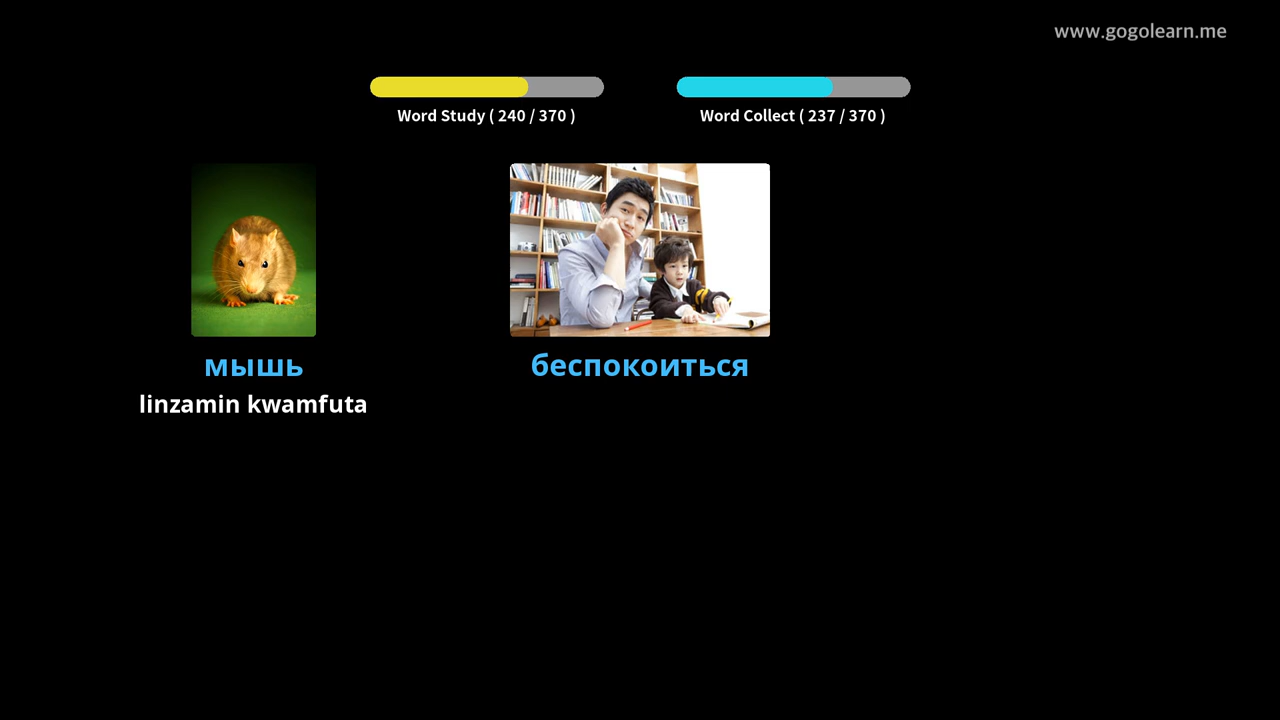 www.gogolearn.me
Word Study ( 240 / 370 )
Word Collect ( 237 / 370 )
мышь
беспокоиться
linzamin kwamfuta